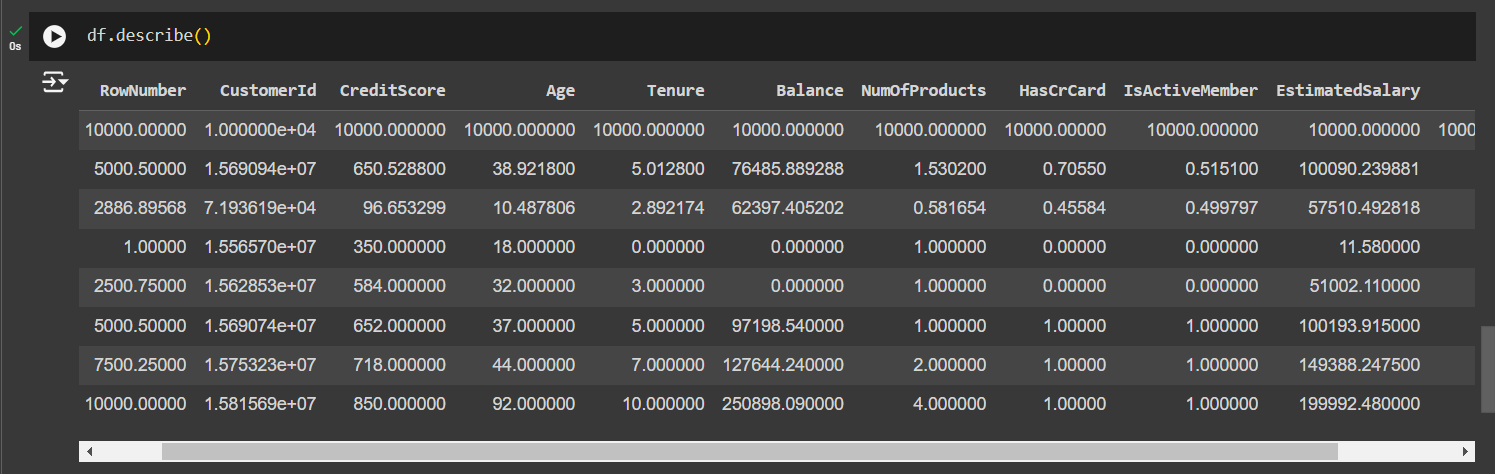 df.describe()
0s
RowNumber CustomerId CreditScore Age Tenure Balance NumOfProducts HasCrCard IsActiveMember EstimatedSalary
10000.00000 1.000000e+04 10000.000000 10000.000000 10000.000000 10000.000000 10000.000000 10000.00000 10000.000000 10000.000000 1000
5000.50000 1.569094e+07 650.528800 38.921800 5.012800 76485.889288 1.530200 0.70550 0.515100 100090.239881
2886.89568 7.193619e+04 96.653299 10.487806 2.892174 62397.405202 0.581654 0.45584 0.499797 57510.492818
1.00000 1.556570e+07 350.000000 18.000000 0.000000 0.000000 1.000000 0.00000 0.000000 11.580000
2500.75000 1.562853e+07 584.000000 32.000000 3.000000 0.000000 1.000000 0.00000 0.000000 51002.110000
5000.50000 1.569074e+07 652.000000 37.000000 5.000000 97198.540000 1.000000 1.00000 1.000000 100193.915000
7500.25000 1.575323e+07 718.000000 44.000000 7.000000 127644.240000 2.000000 1.00000 1.000000 149388.247500
10000.00000 1.581569e+07 850.000000 92.000000 10.000000 250898.090000 4.000000 1.00000 1.000000 199992.480000